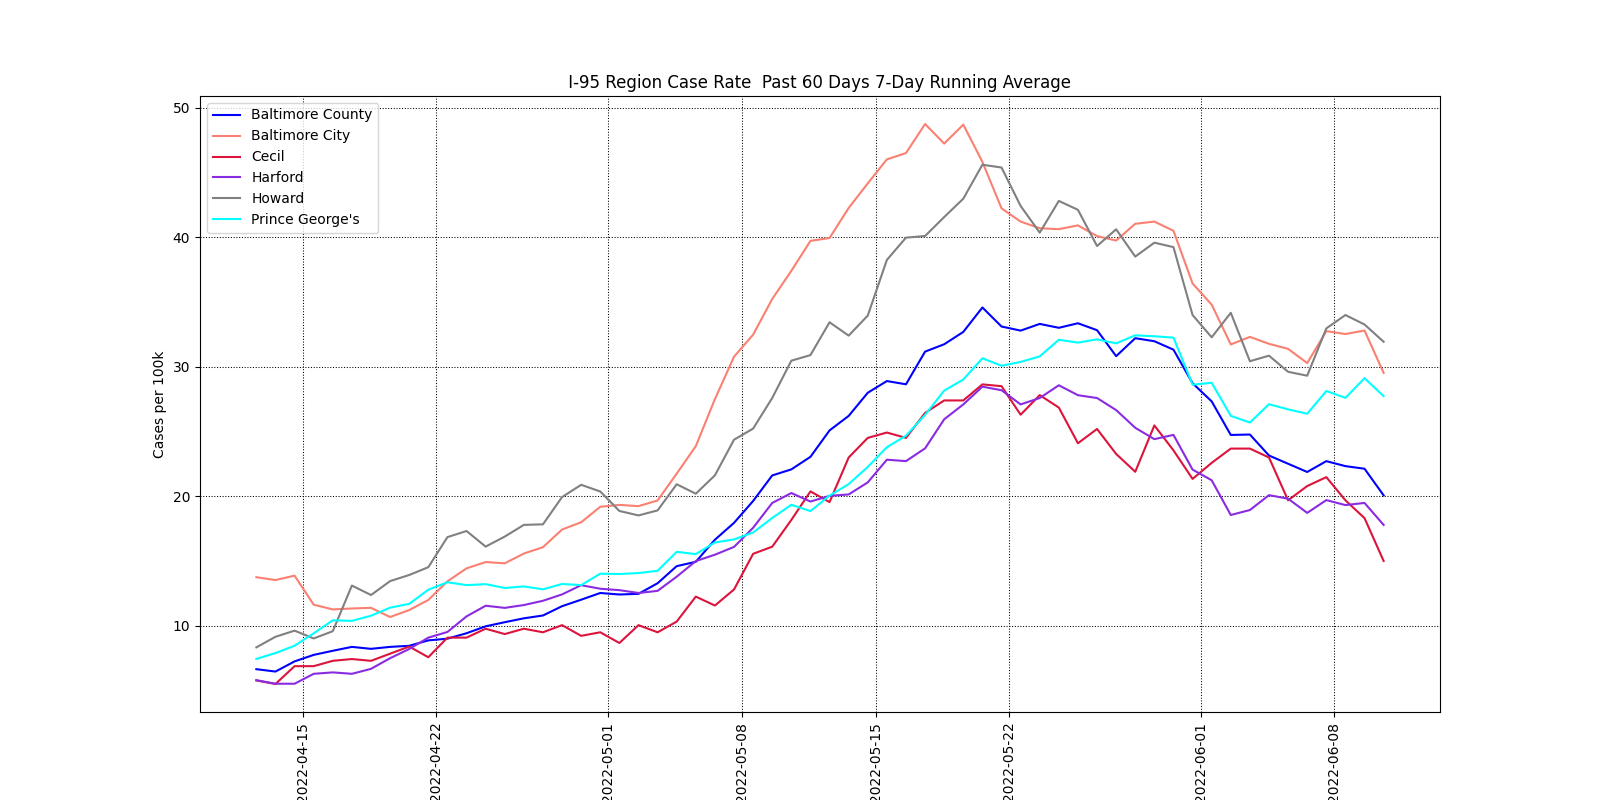 I-95 Region Case Rate  Past 60 Days 7-Day Running Average
Cases per 100k
50
40
30
20
10
Baltimore County
Baltimore City
Cecil
Harford
Howard
Prince George's
2022-04-15
2022-04-22
2022-05-01
2022-05-08
2022-05-15
2022-05-22
2022-06-01
2022-06-08